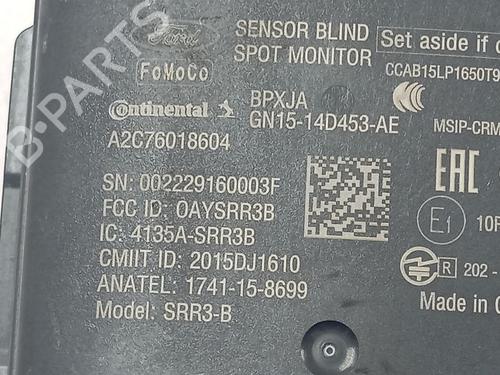 SENSOR BLIND
SPOT MONITOR
Set aside if
Ford
FoMoCo
CCAB15LP1650T9
Continental
BPXJA
GN15-14D453-AE
MSIP-CRM
A2C76018604
SN: 002229160003F
FCC ID: OAYSRR3B
IC: 4135A-SRR3B
CMIIT ID: 2015DJ1610
ANATEL: 1741-15-8699
Model: SRR3-B
EAC
E1
10R
R
202 -
Made in